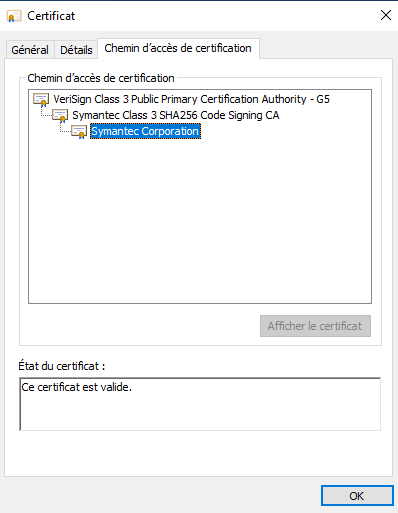 Certificat
Général
Détails
Chemin d’accès de certification
Chemin d’accès de certification
VeriSign Class 3 Public Primary Certification Authority - G5
Symantec Class 3 SHA256 Code Signing CA
Symantec Corporation
Afficher le certificat
État du certificat :
Ce certificat est valide.
OK